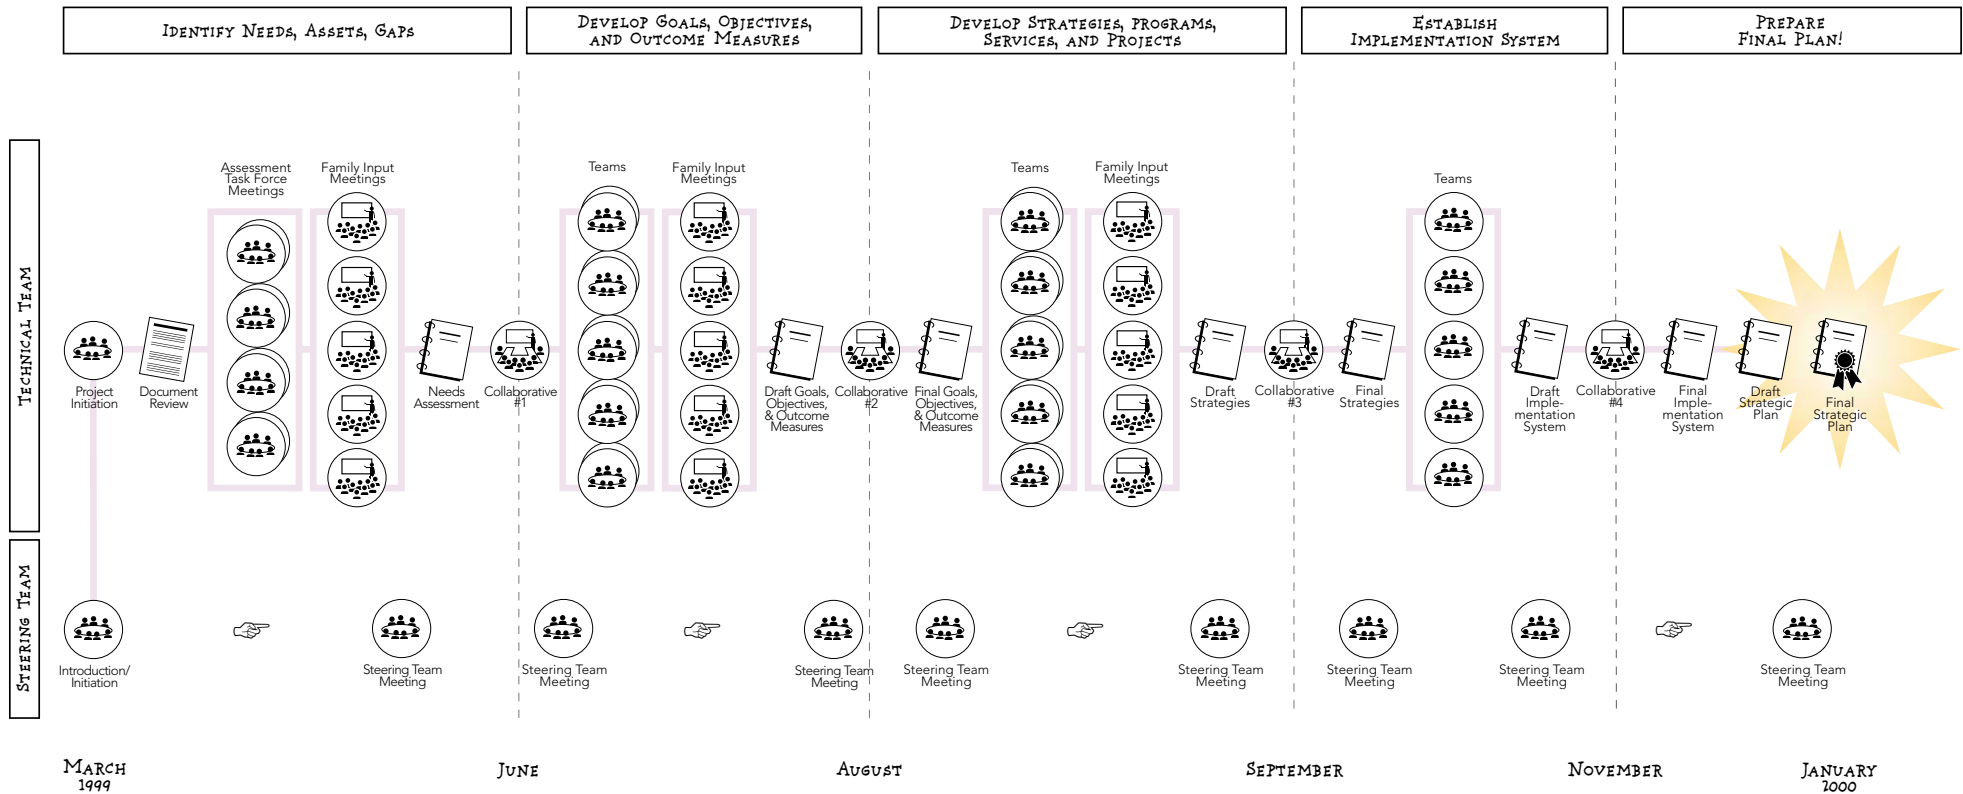 Identify Needs, Assets, Gaps
Develop Goals, Objectives,
and Outcome Measures
Develop Strategies, programs,
Services, and Projects
Establish
Implementation System
Prepare
Final Plan!
Technical Team
Assessment
Task Force
Meetings
Family Input
Meetings
Teams
Family Input
Meetings
Teams
Family Input
Meetings
Teams
Project
Initiation
Document
Review
Needs
Assessment
Collaborative
#1
Draft Goals,
Objectives,
& Outcome
Measures
Collaborative
#2
Final Goals,
Objectives,
& Outcome
Measures
Draft
Strategies
Collaborative
#3
Final
Strategies
Draft
Imple-
mentation
System
Collaborative
#4
Final
Imple-
mentation
System
Draft
Strategic
Plan
Final
Strategic
Plan
Steering Team
Introduction/
Initiation
Steering Team
Meeting
Steering Team
Meeting
Steering Team
Meeting
Steering Team
Meeting
Steering Team
Meeting
Steering Team
Meeting
Steering Team
Meeting
Steering Team
Meeting
March
1999
June
August
September
November
January
2000